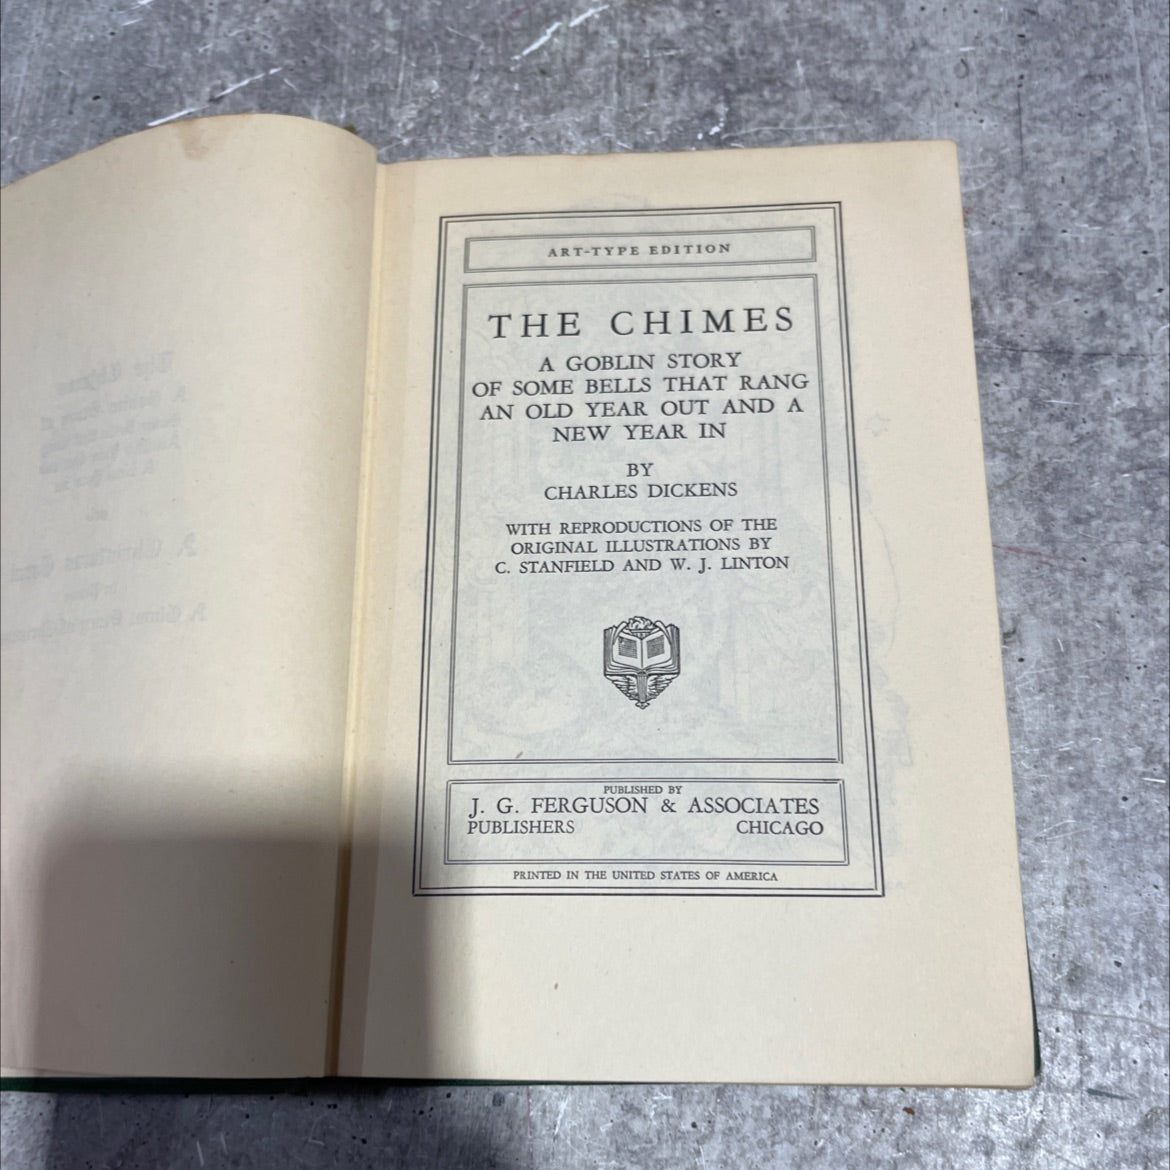 ART-TYPE EDITION
THE CHIMES
A GOBLIN STORY
OF SOME BELLS THAT RANG
AN OLD YEAR OUT AND A
NEW YEAR IN
BY
CHARLES DICKENS
WITH REPRODUCTIONS OF THE
ORIGINAL ILLUSTRATIONS BY
C. STANFIELD AND W. J. LINTON
PUBLISHED BY
J. G. FERGUSON & ASSOCIATES
PUBLISHERS CHICAGO
PRINTED IN THE UNITED STATES OF AMERICA